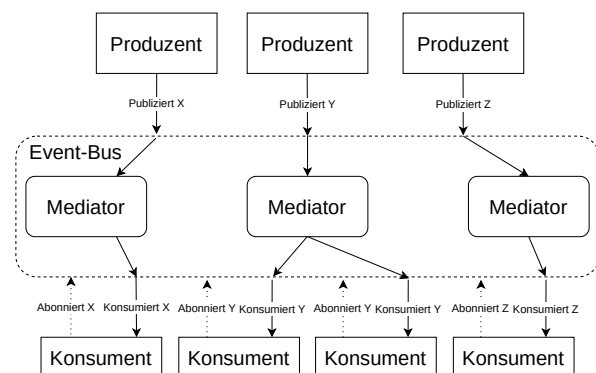 Produzent Produzent Produzent
Publiziert X Publiziert Y Publiziert Z
Event-Bus
Mediator Mediator Mediator
Abonniert X Konsumiert X Abonniert Y Konsumiert Y Abonniert Y Konsumiert Y Abonniert Z Konsumiert Z
Konsument Konsument Konsument Konsument